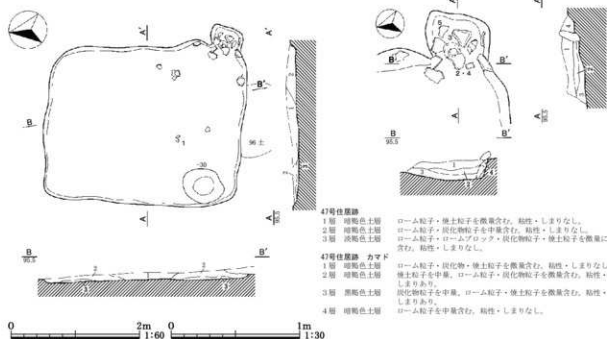 A'
A'
B'
B
1
96 土
-30
A
A
95.5
B
95.5
B'
2
2
3
3
0 2m
1:60
0 1m
1:30
A'
A'
5
2・4
B
B'
A
A
95.5
B
95.5
B'
1
2
3
4
47号住居跡
1層 暗褐色土層 ローム粒子・焼土粒子を微量含む、粘性・しまりなし。
2層 暗褐色土層 ローム粒子・炭化物粒子を中量含む、粘性・しまりなし。
3層 淡褐色土層 ローム粒子・ロームブロック・炭化物粒子・焼土粒子を微量に
含む、粘性・しまりなし。
47号住居跡 カマド
1層 暗褐色土層 ローム粒子・炭化物・焼土粒子を微量含む、粘性・しまりなし。
2層 暗褐色土層 焼土粒子を中量、ローム粒子・炭化物粒子を微量含む、粘性・
しまりあり。
3層 黒褐色土層 炭化物粒子を中量、ローム粒子・焼土粒子を微量含む、粘性・
しまりあり。
4層 暗褐色土層 ローム粒子を中量含む、粘性・しまりなし。